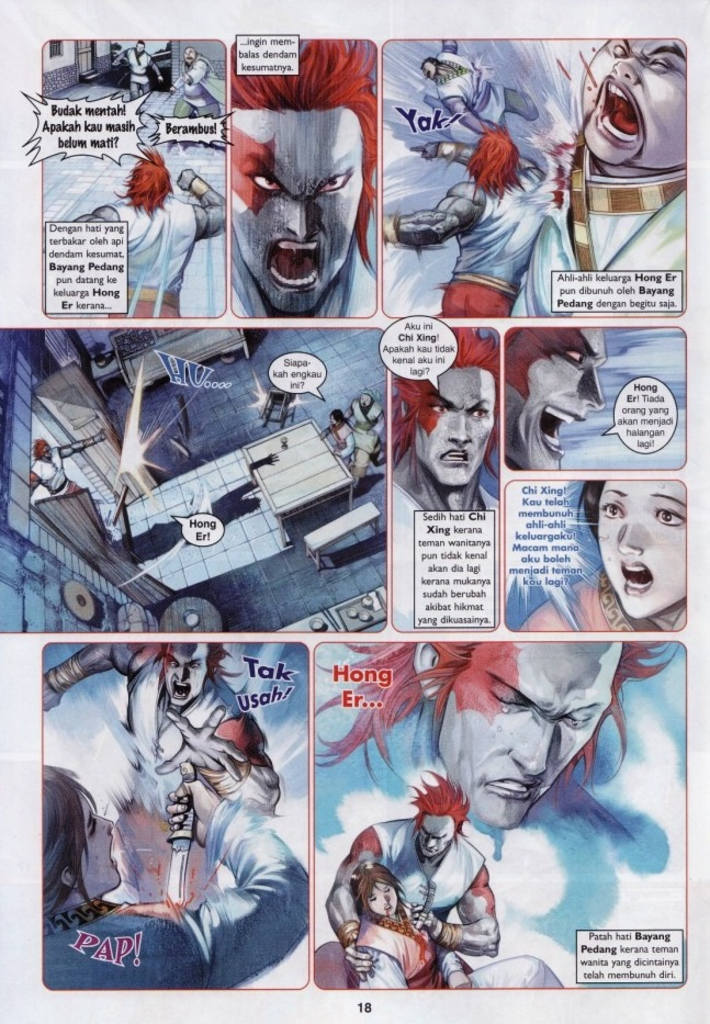 Budak mentah!
Apakah kau masih
belum mati?
Berambus!
Dengan hati yang
terbakar oleh api
dendam kesumat,
Bayang Pedang
pun datang ke
keluarga Hong
Er kerana...
...ingin mem-
balas dendam
kesumatnya.
Yak!
Ahli-ahli keluarga Hong Er
pun dibunuh oleh Bayang
Pedang dengan begitu saja.
HU....
Siapa-
kah engkau
ini?
Hong
Er!
Aku ini
Chi Xing!
Apakah kau tidak
kenal aku ini
lagi?
Sedih hati Chi
Xing kerana
teman wanitanya
pun tidak kenal
akan dia lagi
kerana mukanya
sudah berubah
akibat hikmat
yang dikuasainya.
Hong
Er! Tiada
orang yang
akan menjadi
halangan
lagi!
Chi Xing!
Kau telah
membunuh
ahli-ahli
keluargaku!
Macam mana
aku boleh
menjadi teman
kou lagi?
Tak
Usah!
PAP!
Hong
Er...
Patah hati Bayang
Pedang kerana teman
wanita yang dicintainya
telah membunuh diri.
18